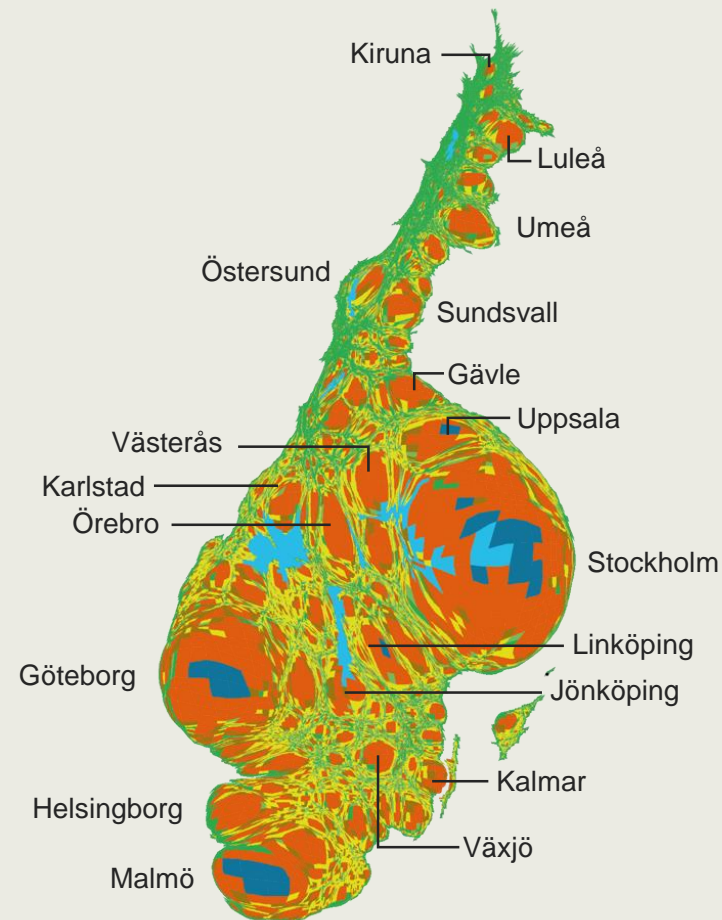 Kiruna
Luleå
Umeå
Östersund
Sundsvall
Gävle
Uppsala
Västerås
Karlstad
Örebro
Stockholm
Linköping
Göteborg
Jönköping
Kalmar
Helsingborg
Växjö
Malmö